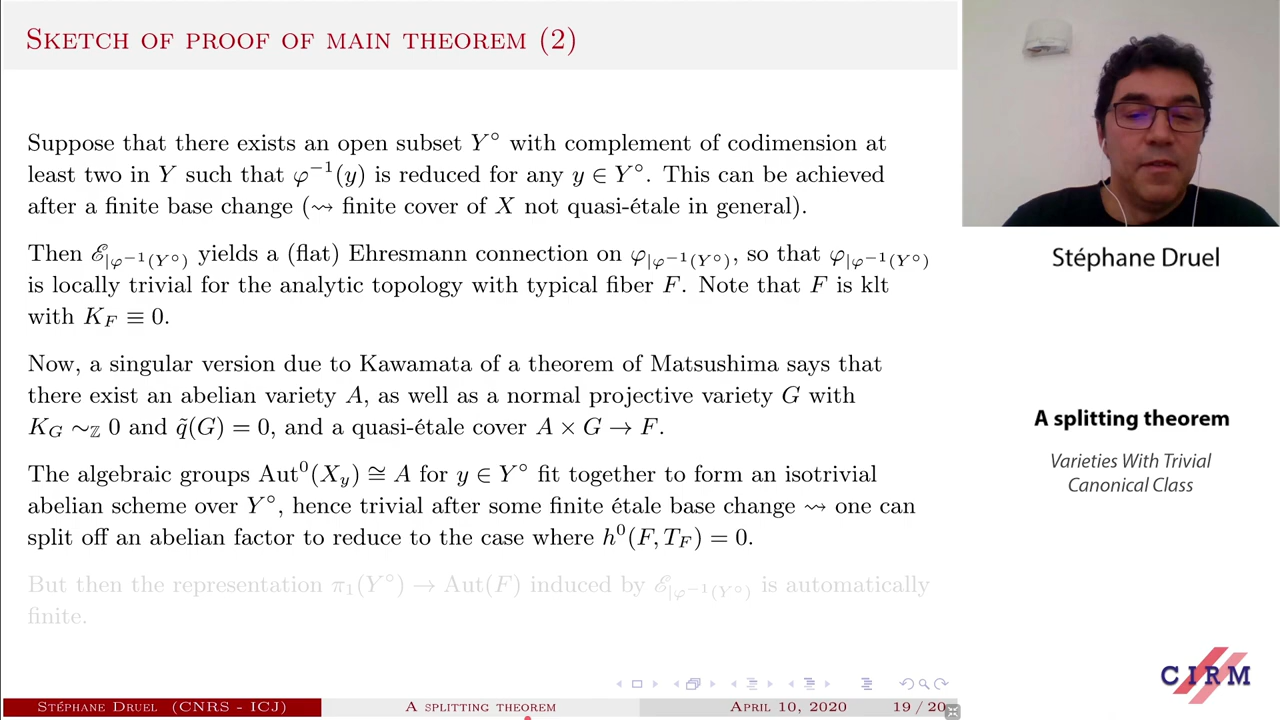 Sketch of proof of main theorem (2)
Suppose that there exists an open subset Y° with complement of codimension at
least two in Y such that φ⁻¹(y) is reduced for any y ∈ Y°. This can be achieved
after a finite base change (⇝ finite cover of X not quasi-étale in general).
Then ℰ|φ⁻¹(Y°) yields a (flat) Ehresmann connection on φ|φ⁻¹(Y°), so that φ|φ⁻¹(Y°)
is locally trivial for the analytic topology with typical fiber F. Note that F is klt
with K_F ≡ 0.
Now, a singular version due to Kawamata of a theorem of Matsushima says that
there exist an abelian variety A, as well as a normal projective variety G with
K_G ∼_ℤ 0 and q̃(G) = 0, and a quasi-étale cover A × G → F.
The algebraic groups Aut⁰(X_y) ≅ A for y ∈ Y° fit together to form an isotrivial
abelian scheme over Y°, hence trivial after some finite étale base change ⇝ one can
split off an abelian factor to reduce to the case where h⁰(F, T_F) = 0.
But then the representation π₁(Y°) → Aut(F) induced by ℰ|φ⁻¹(Y°) is automatically
finite.
Stéphane Druel (CNRS - ICJ)
A splitting theorem
April 10, 2020
19 / 20
Stéphane Druel
A splitting theorem
Varieties With Trivial
Canonical Class
CIRM